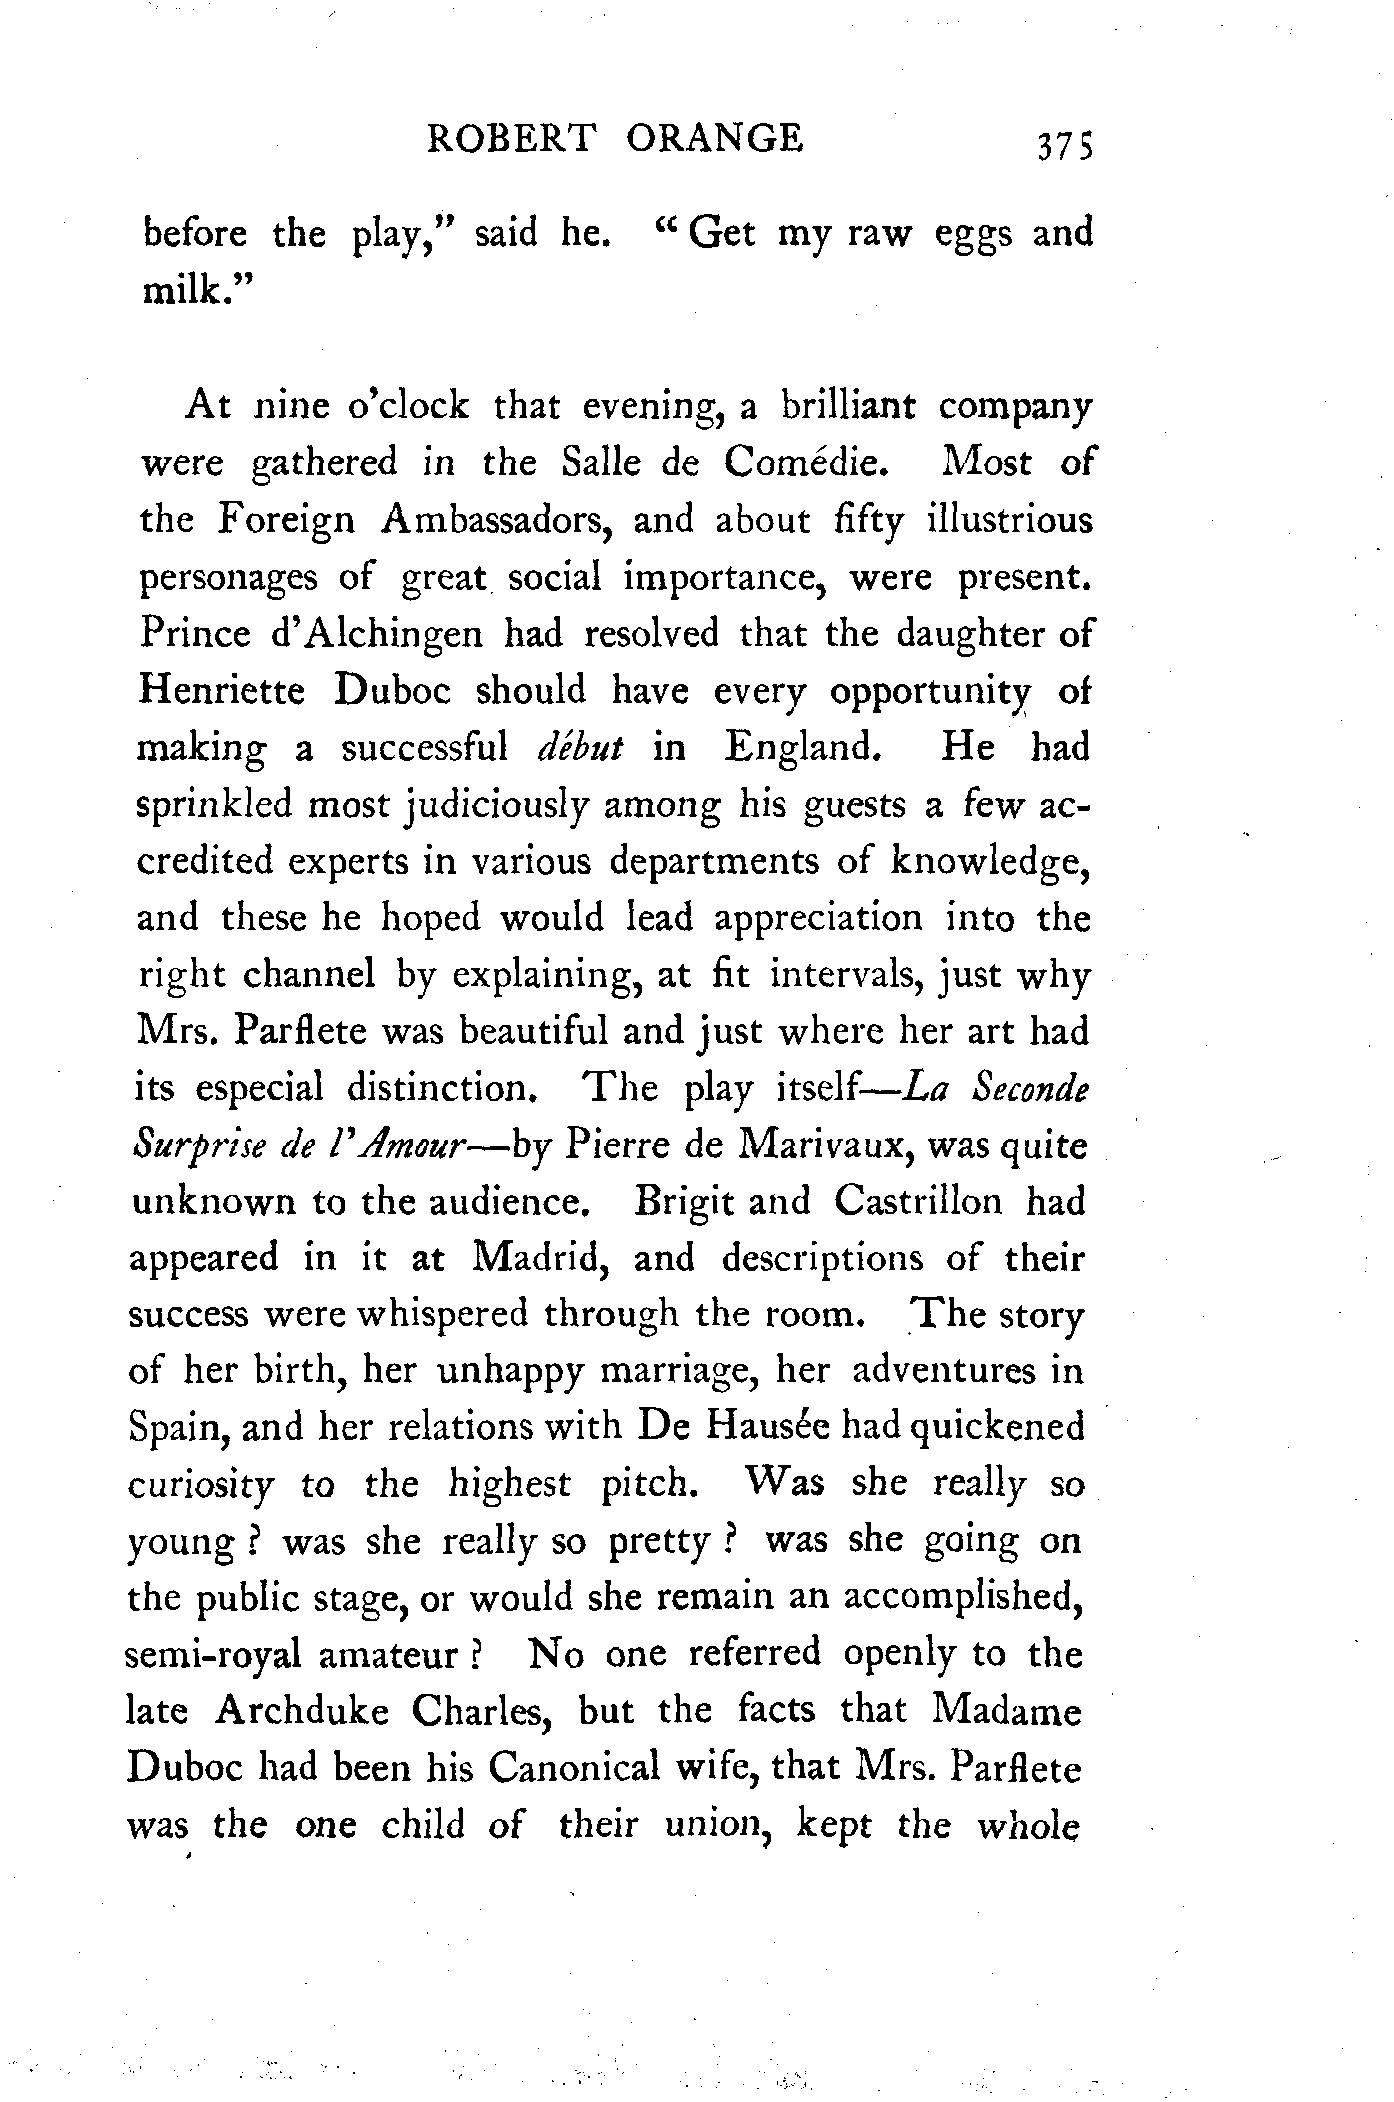 ROBERT ORANGE 375
before the play,” said he. “ Get my raw eggs and
milk.”
At nine o’clock that evening, a brilliant company
were gathered in the Salle de Comédie. Most of
the Foreign Ambassadors, and about fifty illustrious
personages of great social importance, were present.
Prince d’Alchingen had resolved that the daughter of
Henriette Duboc should have every opportunity of
making a successful début in England. He had
sprinkled most judiciously among his guests a few ac-
credited experts in various departments of knowledge,
and these he hoped would lead appreciation into the
right channel by explaining, at fit intervals, just why
Mrs. Parflete was beautiful and just where her art had
its especial distinction. The play itself—La Seconde
Surprise de l’Amour—by Pierre de Marivaux, was quite
unknown to the audience. Brigit and Castrillon had
appeared in it at Madrid, and descriptions of their
success were whispered through the room. The story
of her birth, her unhappy marriage, her adventures in
Spain, and her relations with De Hausée had quickened
curiosity to the highest pitch. Was she really so
young ? was she really so pretty ? was she going on
the public stage, or would she remain an accomplished,
semi-royal amateur ? No one referred openly to the
late Archduke Charles, but the facts that Madame
Duboc had been his Canonical wife, that Mrs. Parflete
was the one child of their union, kept the whole